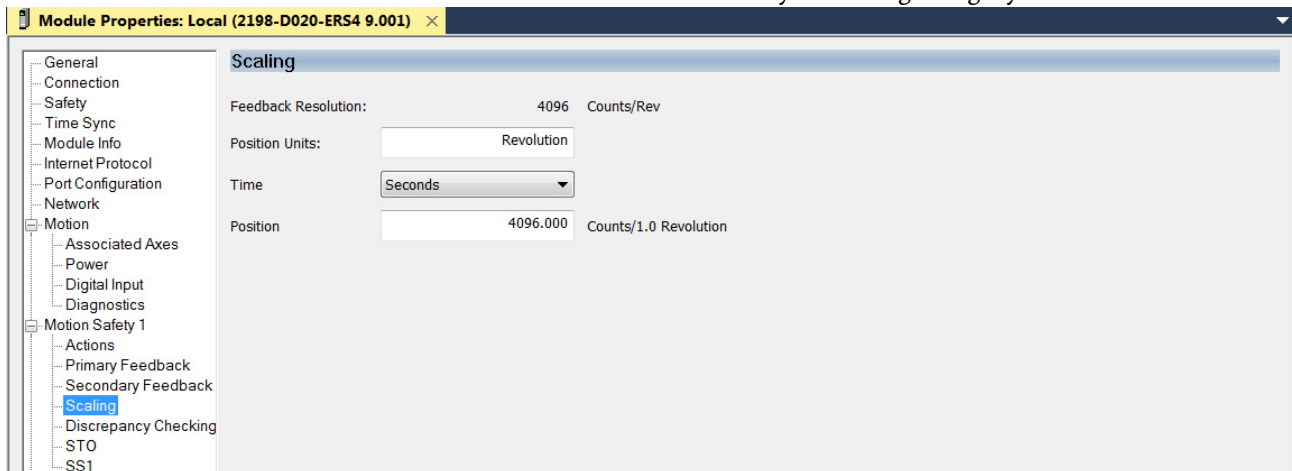 Module Properties: Local (2198-D020-ERS4 9.001)
General
Connection
Safety
Time Sync
Module Info
Internet Protocol
Port Configuration
Network
Motion
Associated Axes
Power
Digital Input
Diagnostics
Motion Safety 1
Actions
Primary Feedback
Secondary Feedback
Scaling
Discrepancy Checking
STO
SS1
Scaling
Feedback Resolution: 4096 Counts/Rev
Position Units: Revolution
Time Seconds
Position 4096.000 Counts/1.0 Revolution